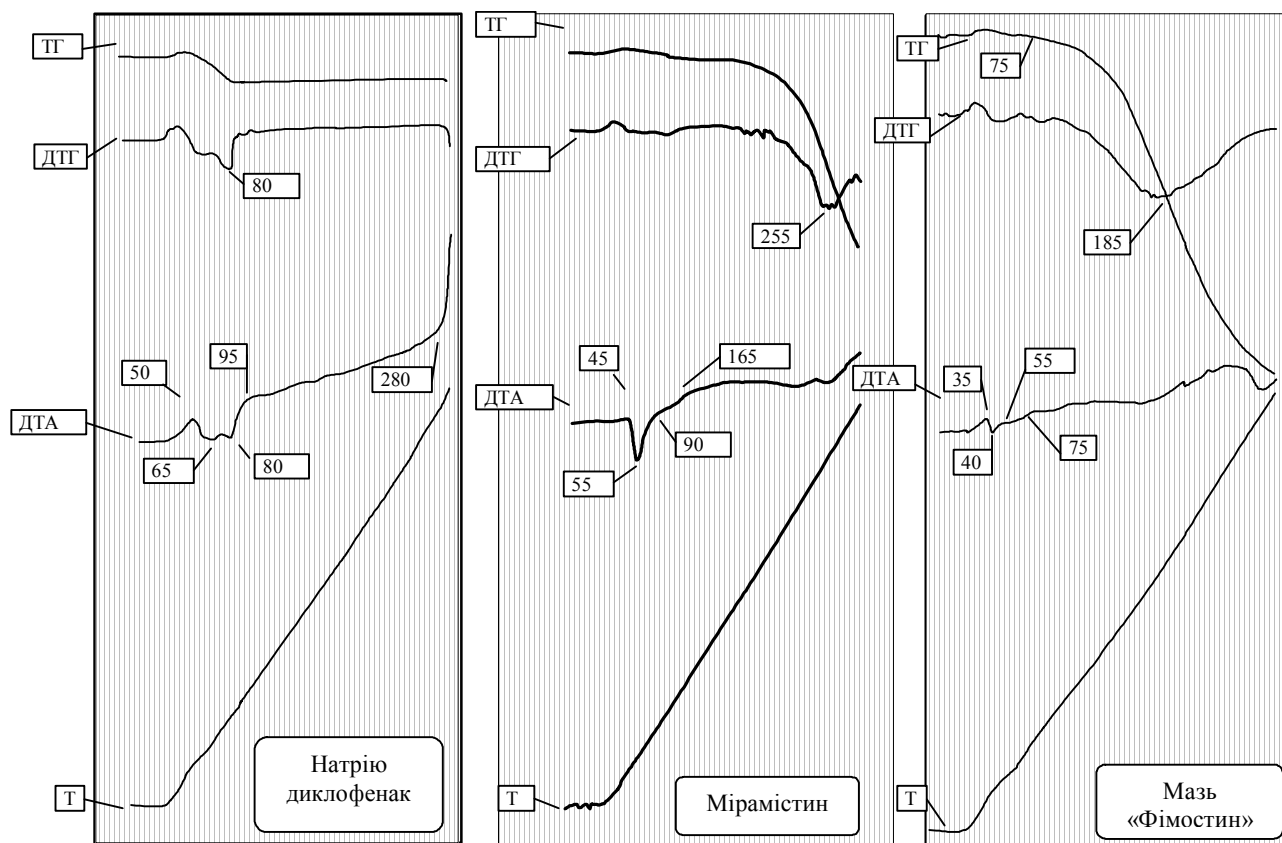 ТГ
ДТГ
80
50
95
280
ДТА
65
80
Т
Натрію
диклофенак
ТГ
ДТГ
255
45
165
ДТА
90
55
Т
Мірамістин
ТГ
75
ДТГ
185
55
35
ДТА
75
40
Т
Мазь
«Фімостин»